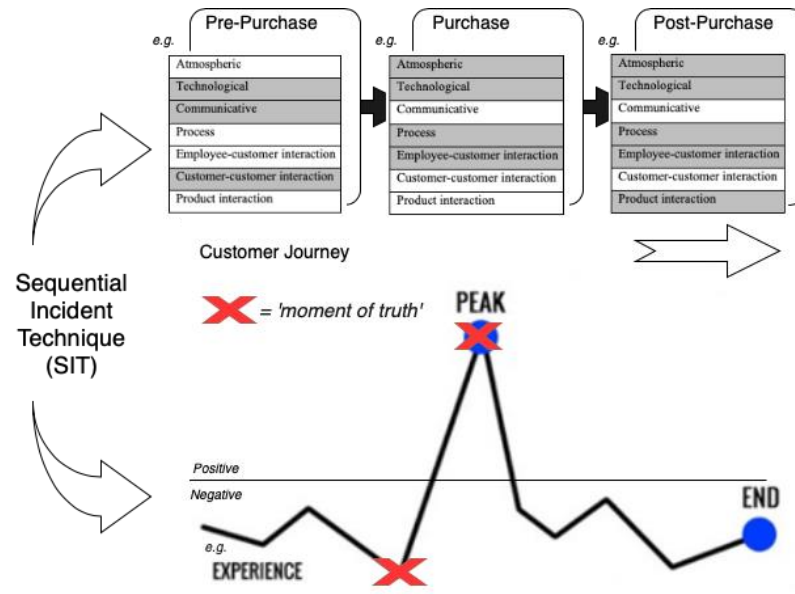 Pre-Purchase
Purchase
Post-Purchase
e.g.
e.g.
e.g.
Atmospheric
Technological
Communicative
Process
Employee-customer interaction
Customer-customer interaction
Product interaction
Atmospheric
Technological
Communicative
Process
Employee-customer interaction
Customer-customer interaction
Product interaction
Atmospheric
Technological
Communicative
Process
Employee-customer interaction
Customer-customer interaction
Product interaction
Customer Journey
Sequential
Incident
Technique
(SIT)
= 'moment of truth'
PEAK
Positive
Negative
END
e.g.
EXPERIENCE